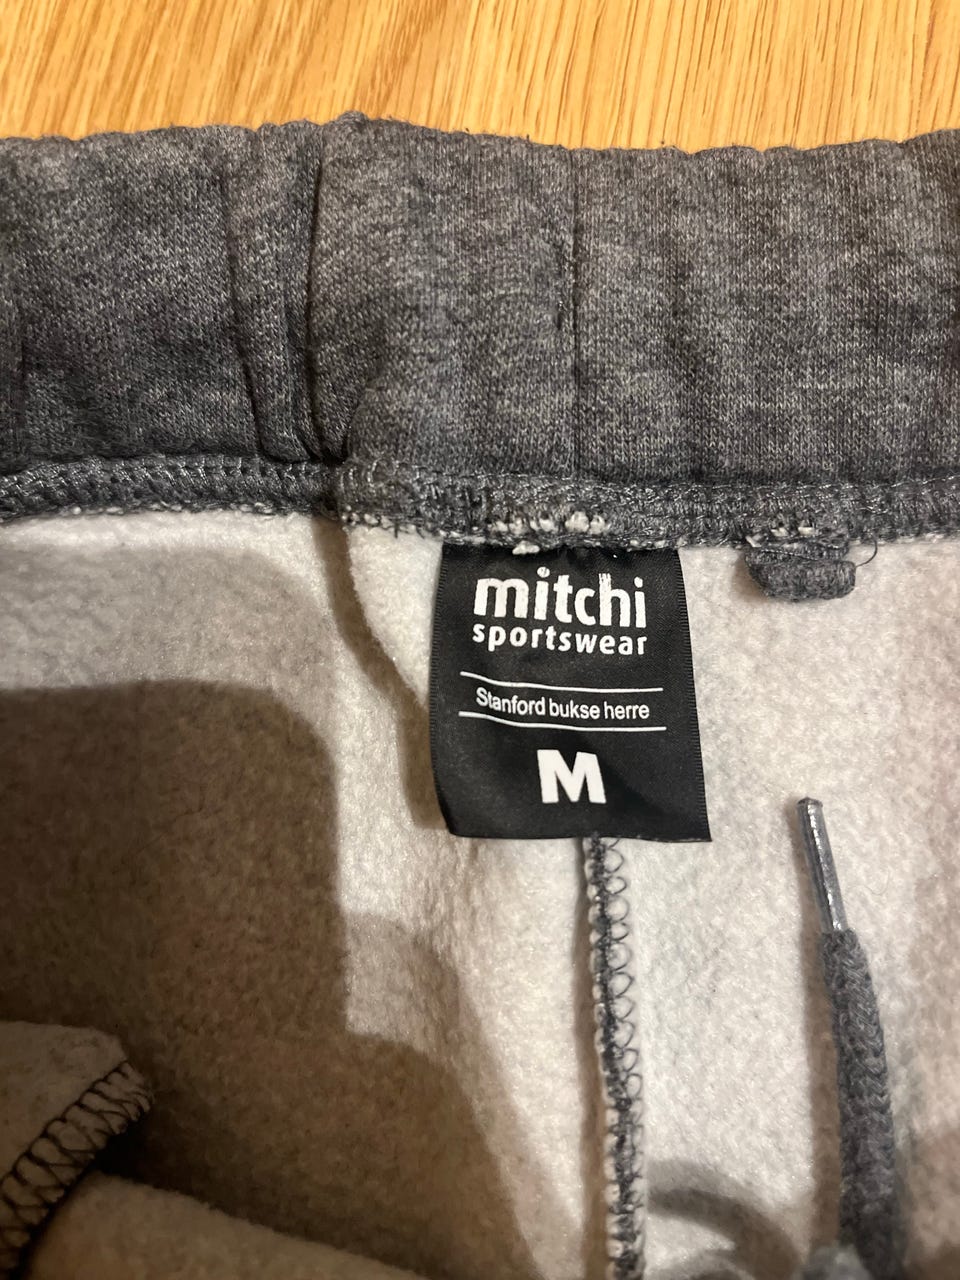 mitchi
sportswear
Stanford bukse herre
M